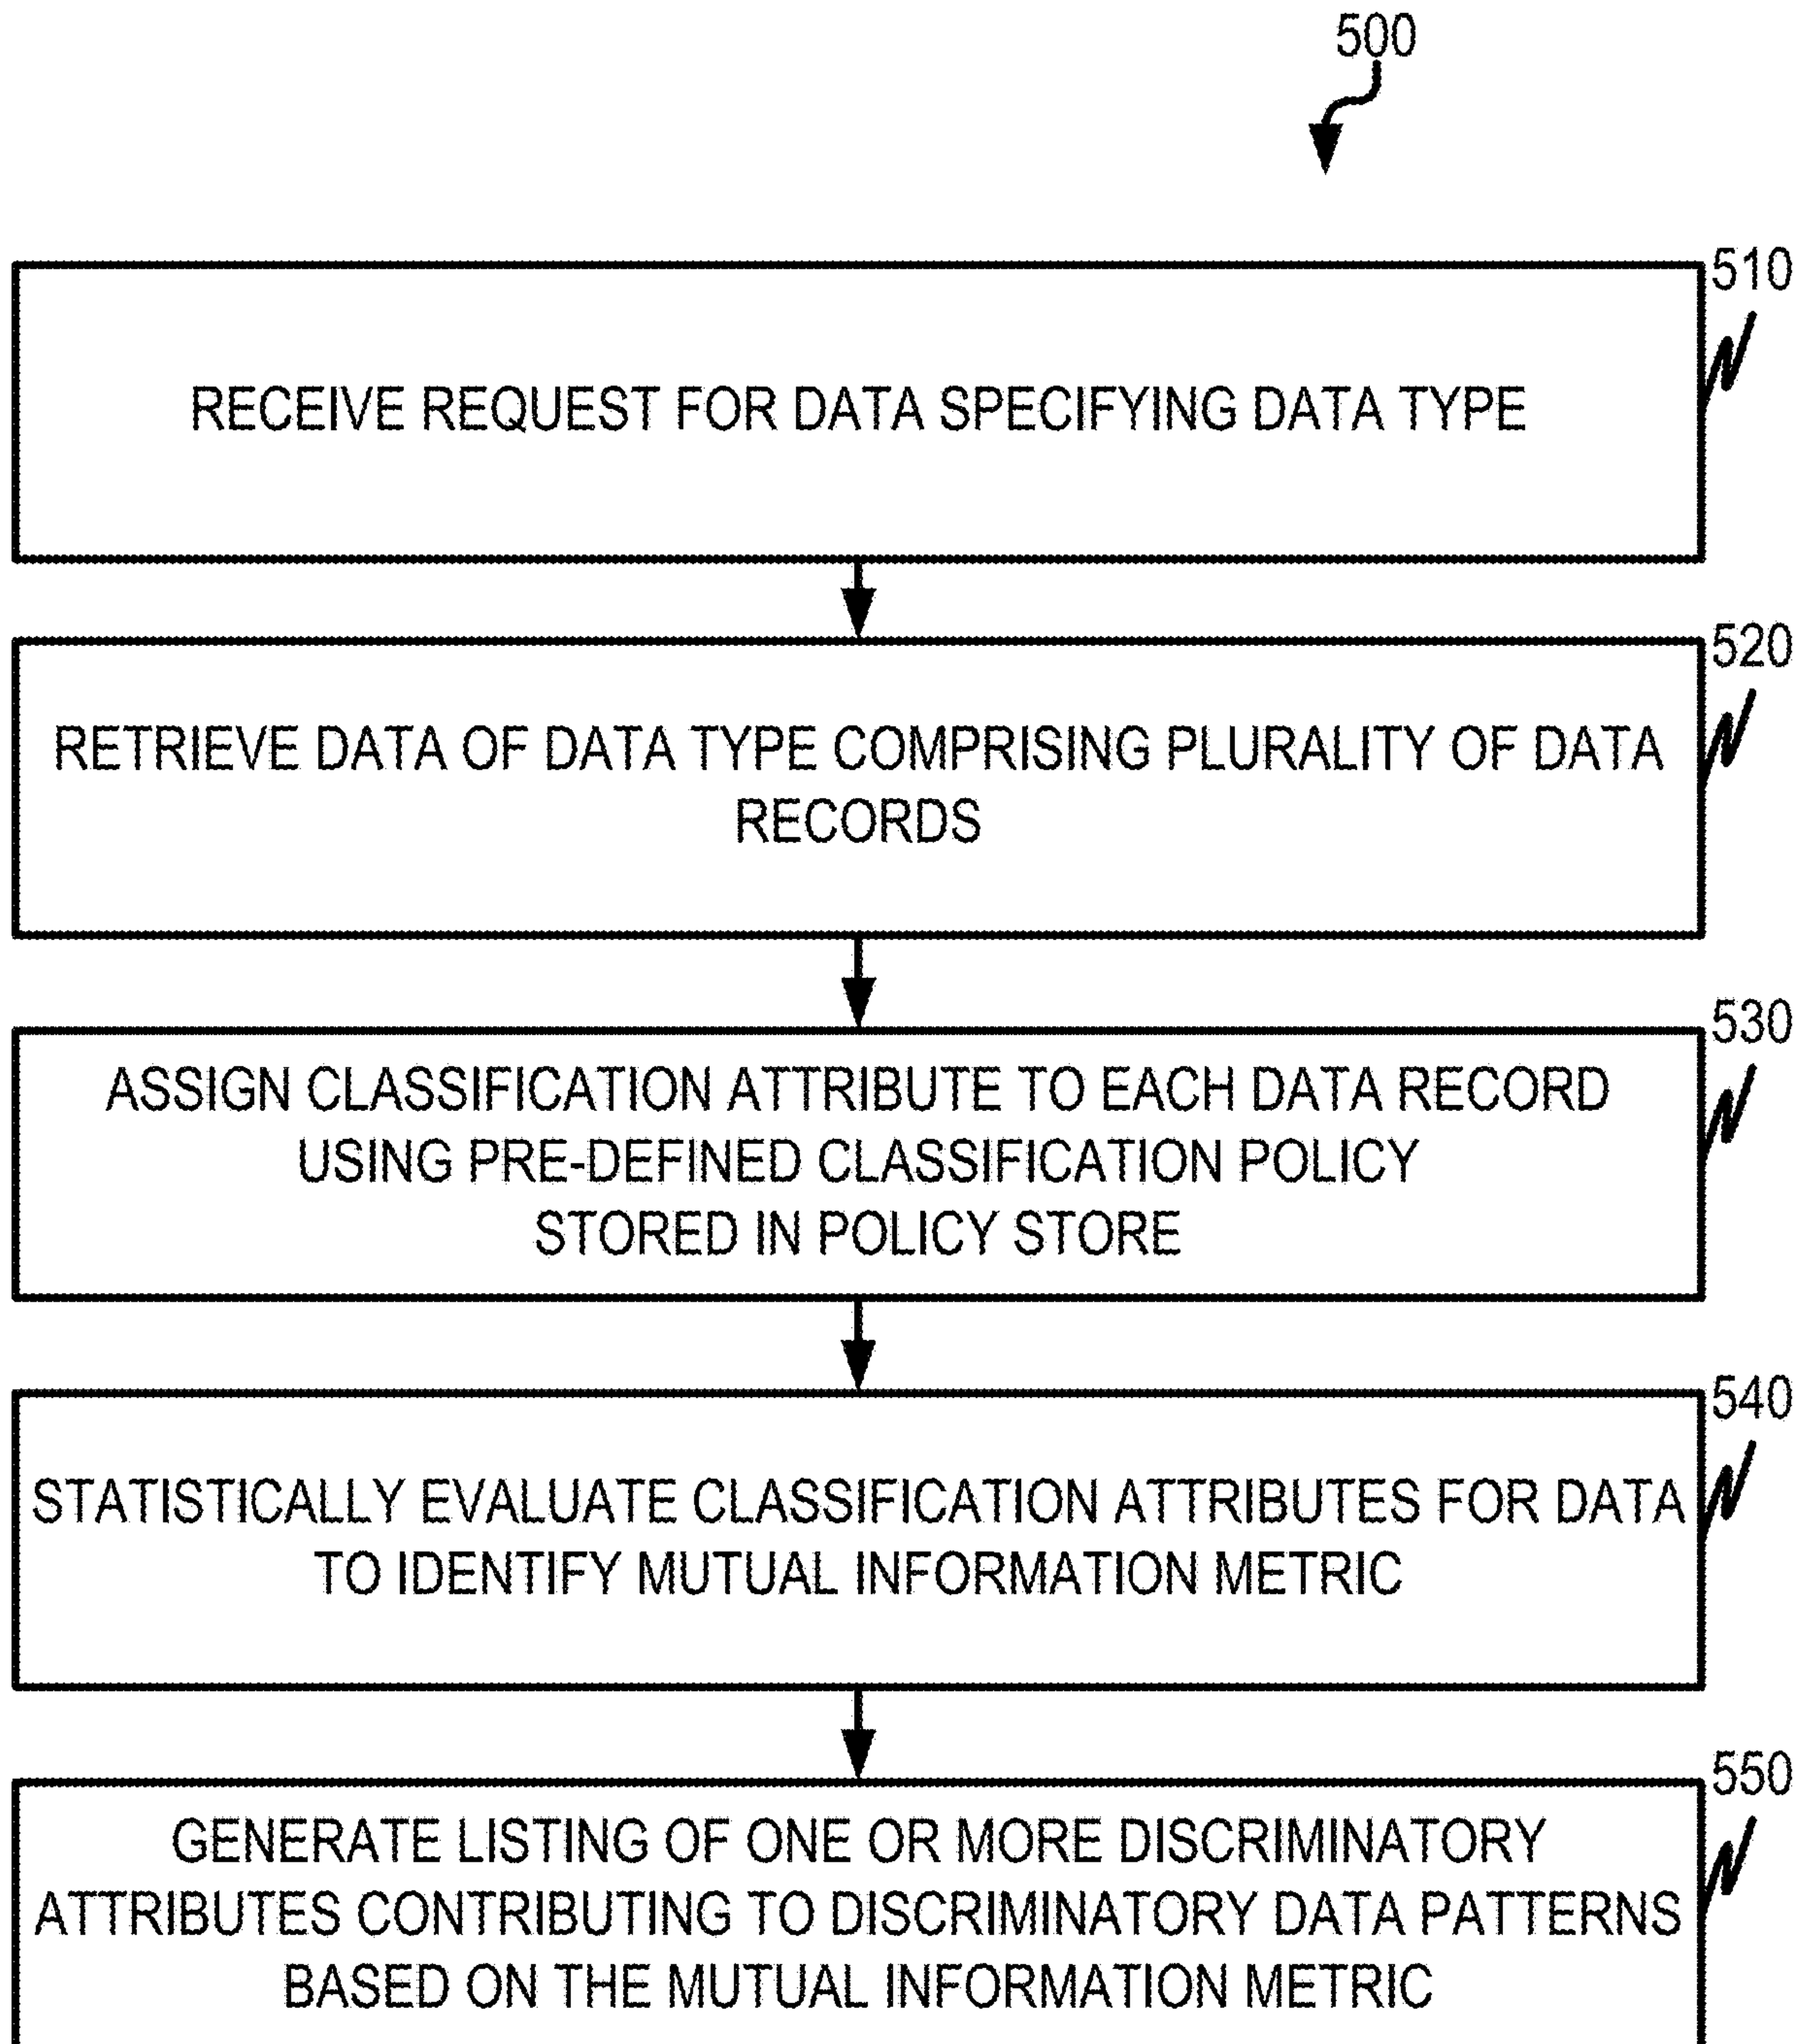 500
510
RECEIVE REQUEST FOR DATA SPECIFYING DATA TYPE
520
RETRIEVE DATA OF DATA TYPE COMPRISING PLURALITY OF DATA
RECORDS
530
ASSIGN CLASSIFICATION ATTRIBUTE TO EACH DATA RECORD
USING PRE-DEFINED CLASSIFICATION POLICY
STORED IN POLICY STORE
540
STATISTICALLY EVALUATE CLASSIFICATION ATTRIBUTES FOR DATA
TO IDENTIFY MUTUAL INFORMATION METRIC
550
GENERATE LISTING OF ONE OR MORE DISCRIMINATORY
ATTRIBUTES CONTRIBUTING TO DISCRIMINATORY DATA PATTERNS
BASED ON THE MUTUAL INFORMATION METRIC